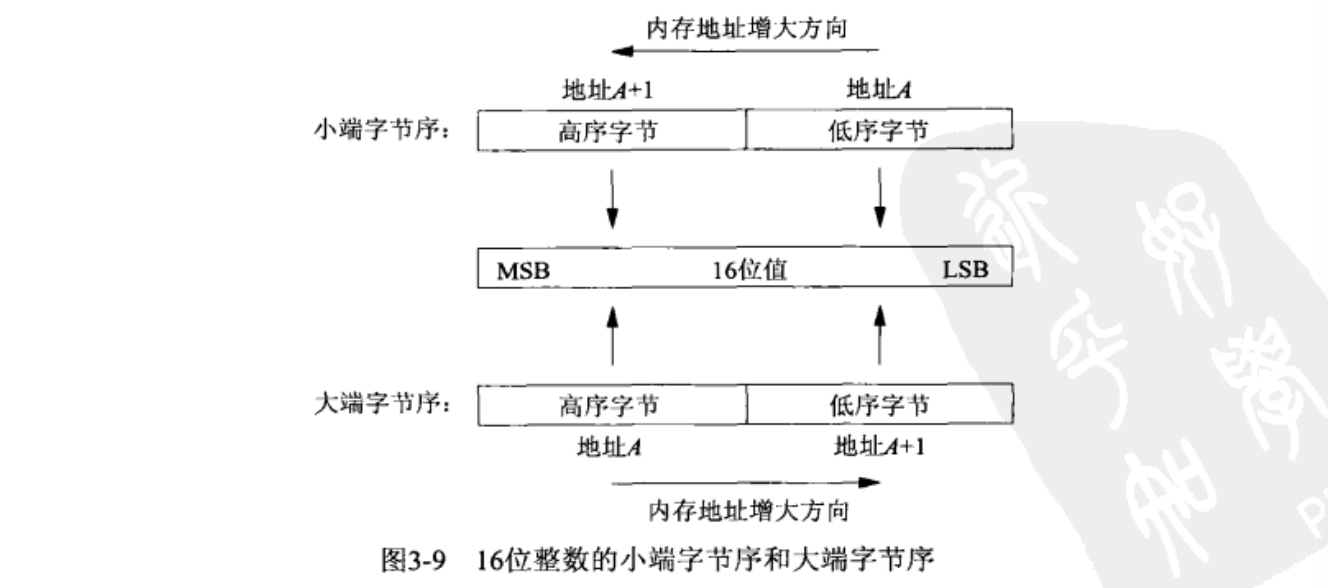 内存地址增大方向
地址A+1 地址A
小端字节序: 高序字节 低序字节
MSB 16位值 LSB
大端字节序: 高序字节 低序字节
地址A 地址A+1
内存地址增大方向
图3-9 16位整数的小端字节序和大端字节序